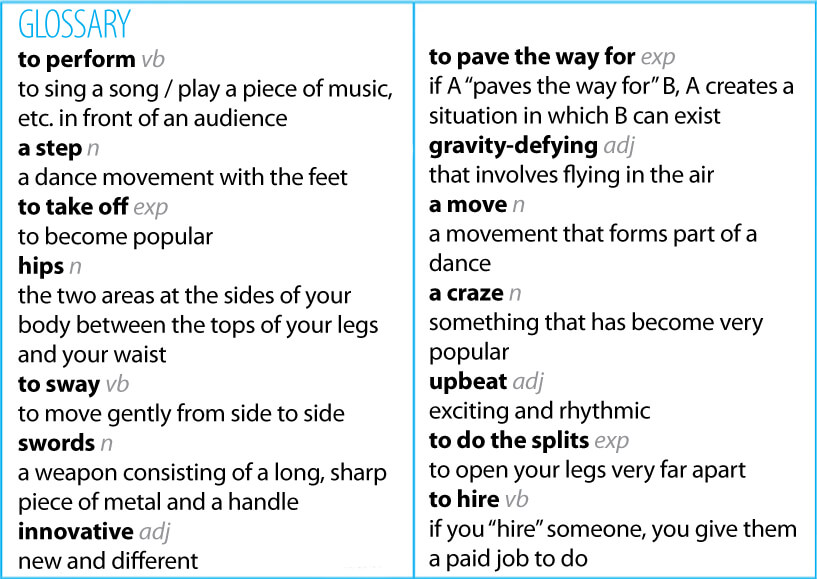 GLOSSARY
to perform vb
to sing a song / play a piece of music,
etc. in front of an audience
a step n
a dance movement with the feet
to take off exp
to become popular
hips n
the two areas at the sides of your
body between the tops of your legs
and your waist
to sway vb
to move gently from side to side
swords n
a weapon consisting of a long, sharp
piece of metal and a handle
innovative adj
new and different
to pave the way for exp
if A “paves the way for” B, A creates a
situation in which B can exist
gravity-defying adj
that involves flying in the air
a move n
a movement that forms part of a
dance
a craze n
something that has become very
popular
upbeat adj
exciting and rhythmic
to do the splits exp
to open your legs very far apart
to hire vb
if you “hire” someone, you give them
a paid job to do